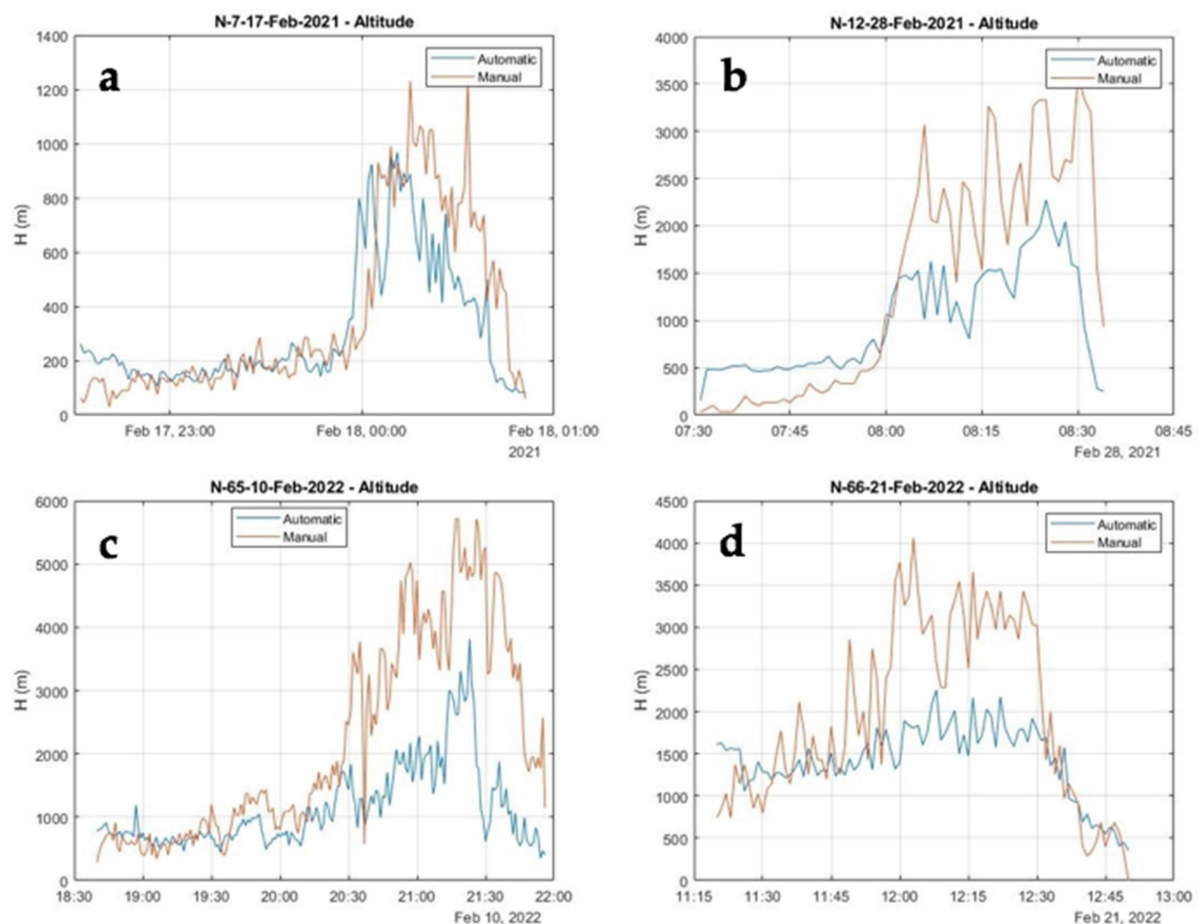 N-7-17-Feb-2021 - Altitude
a
Automatic
Manual
H (m)
1400
1200
1000
800
600
400
200
0
Feb 17, 23:00
Feb 18, 00:00
Feb 18, 01:00
2021
N-12-28-Feb-2021 - Altitude
b
Automatic
Manual
H (m)
4000
3500
3000
2500
2000
1500
1000
500
0
07:30
07:45
08:00
08:15
08:30
08:45
Feb 28, 2021
N-65-10-Feb-2022 - Altitude
c
Automatic
Manual
H (m)
6000
5000
4000
3000
2000
1000
0
18:30
19:00
19:30
20:00
20:30
21:00
21:30
22:00
Feb 10, 2022
N-66-21-Feb-2022 - Altitude
d
Automatic
Manual
H (m)
4500
4000
3500
3000
2500
2000
1500
1000
500
0
11:15
11:30
11:45
12:00
12:15
12:30
12:45
13:00
Feb 21, 2022